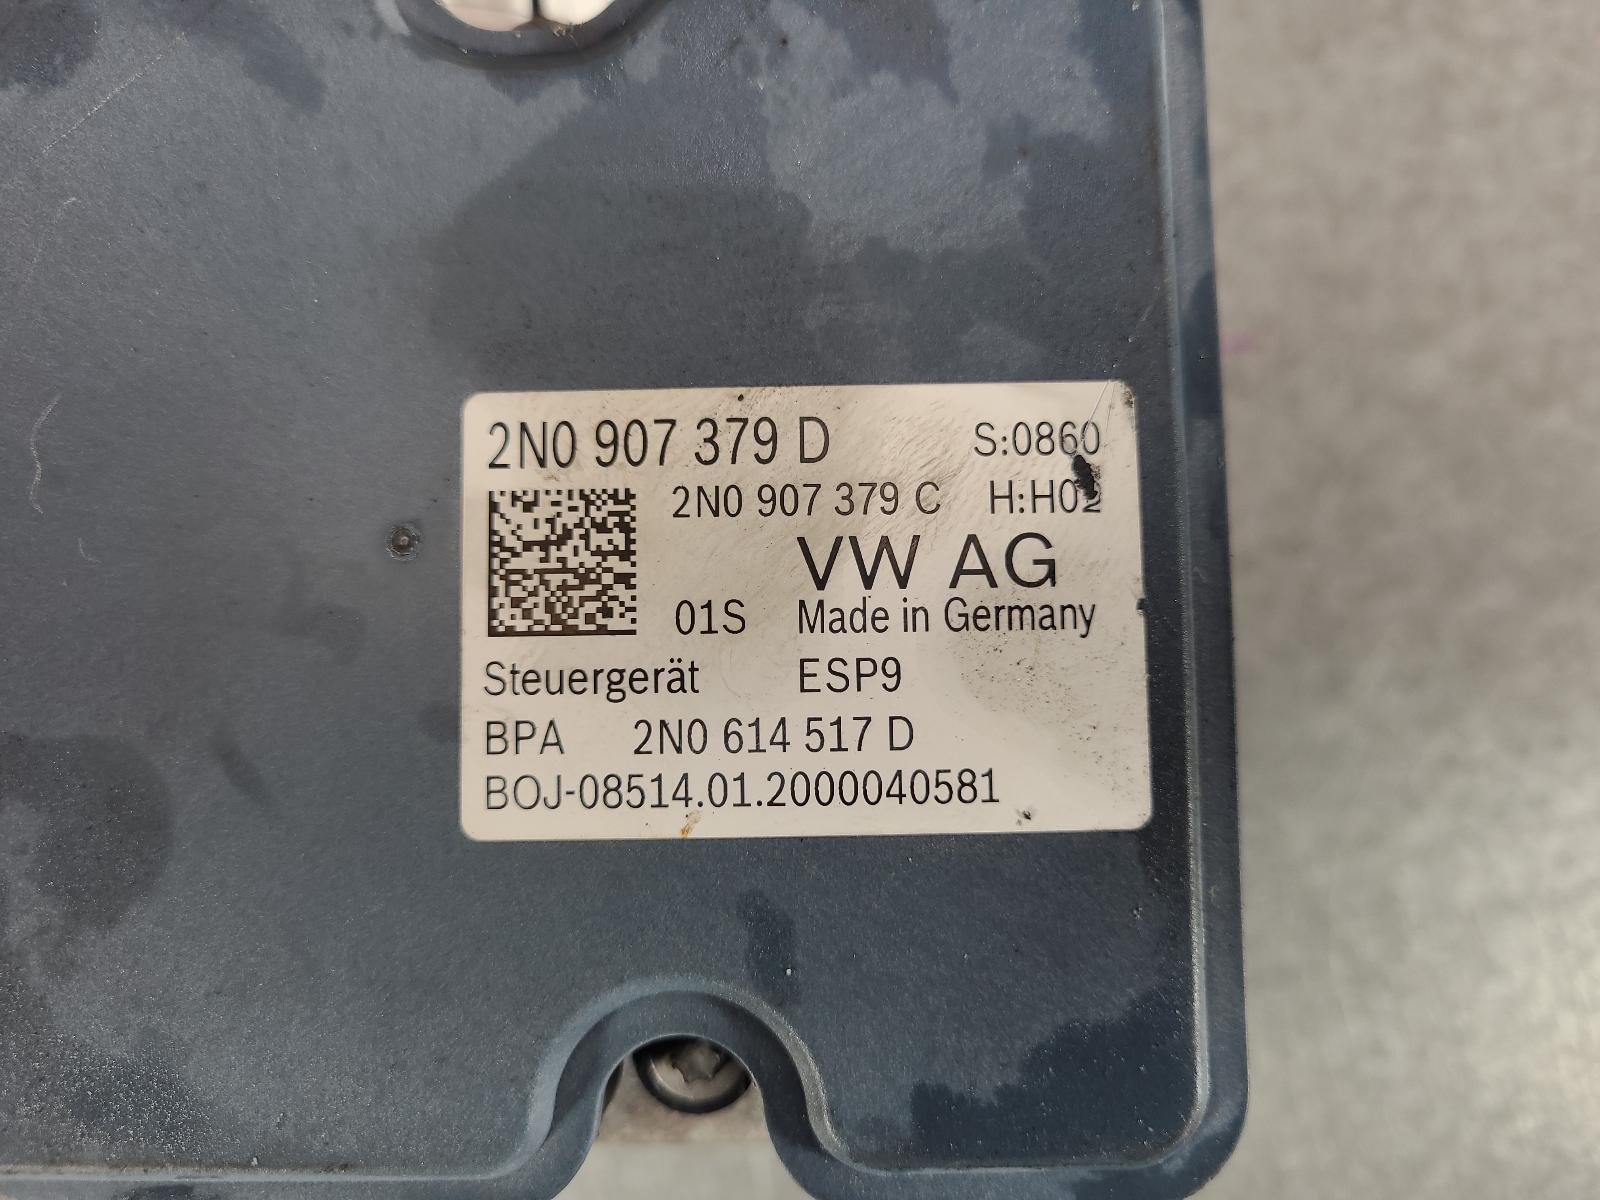 2N0 907 379 D S:0860
2N0 907 379 C H:H02
VW AG
01S Made in Germany
Steuergerät ESP9
BPA 2N0 614 517 D
BOJ-08514.01.2000040581